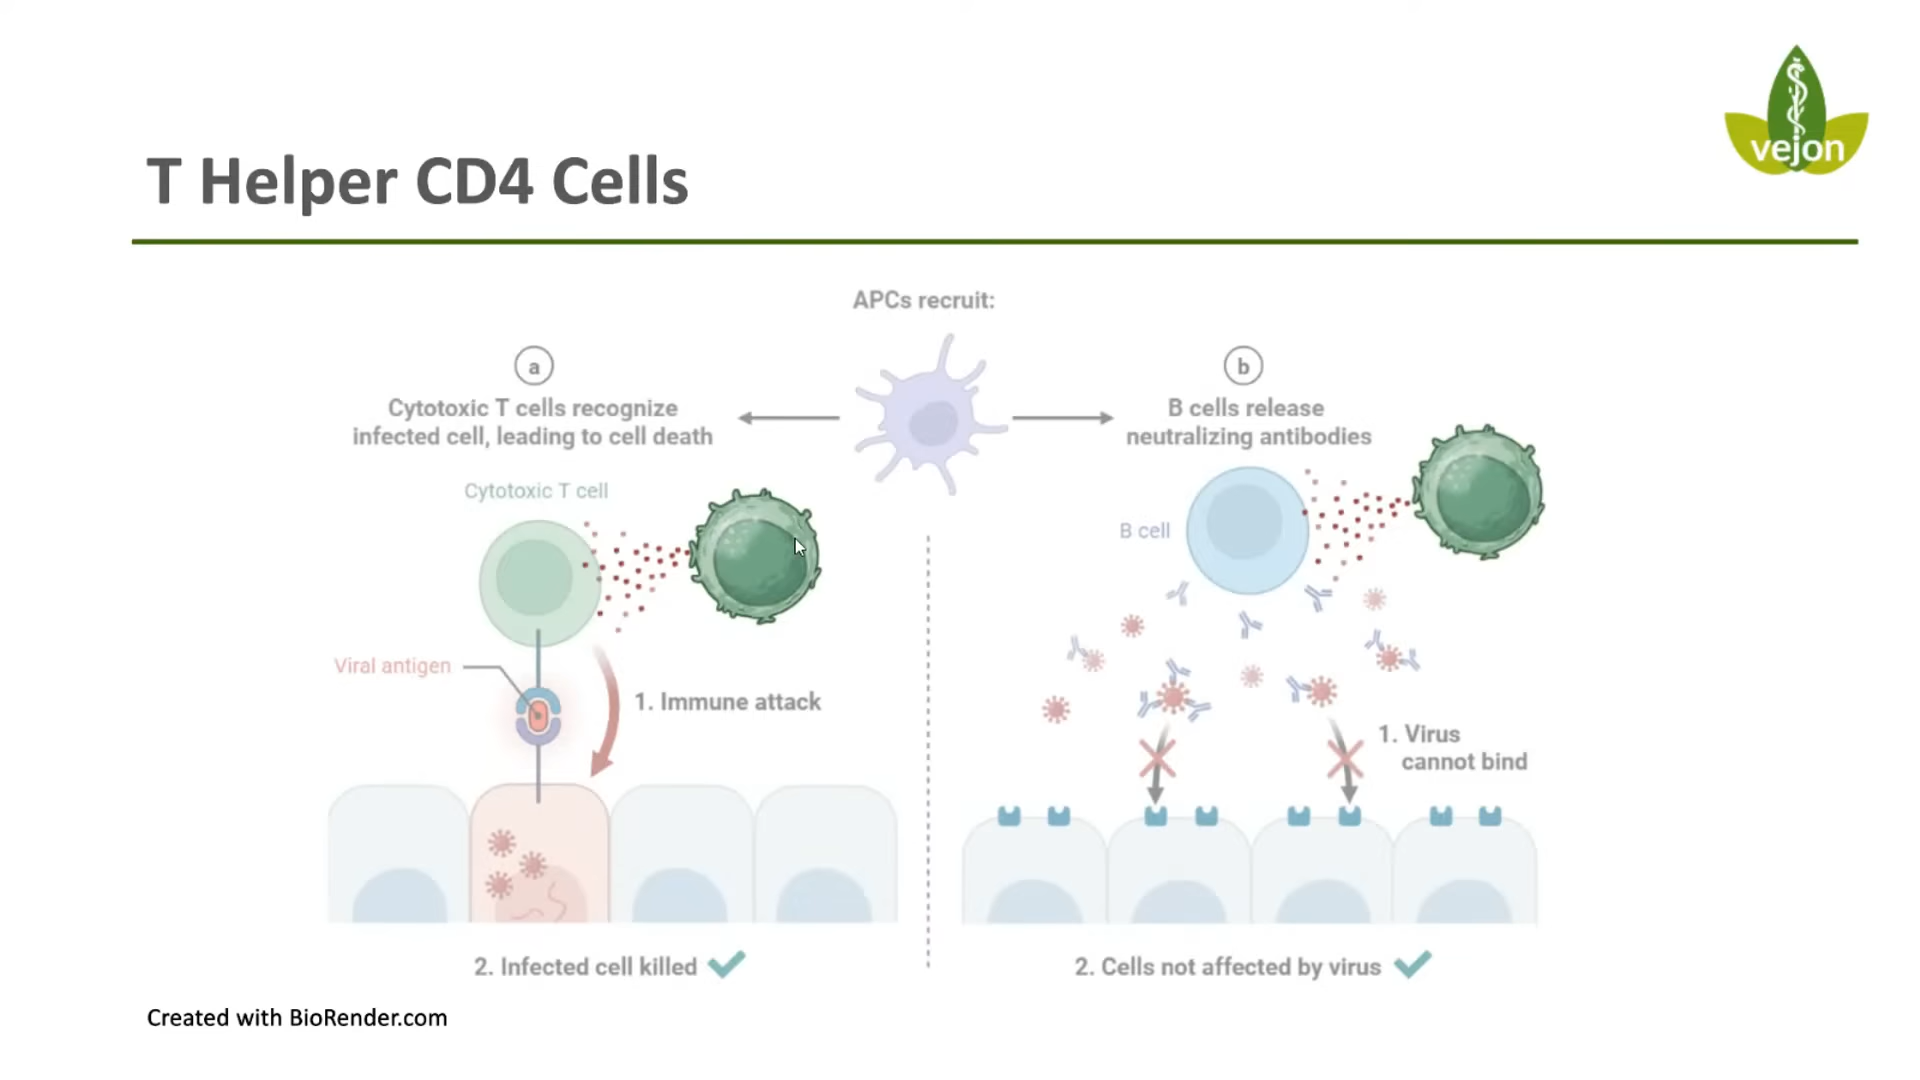 vejon
T Helper CD4 Cells
APCs recruit:
a
Cytotoxic T cells recognize
infected cell, leading to cell death
Cytotoxic T cell
Viral antigen
1. Immune attack
2. Infected cell killed
b
B cells release
neutralizing antibodies
B cell
1. Virus
cannot bind
2. Cells not affected by virus
Created with BioRender.com